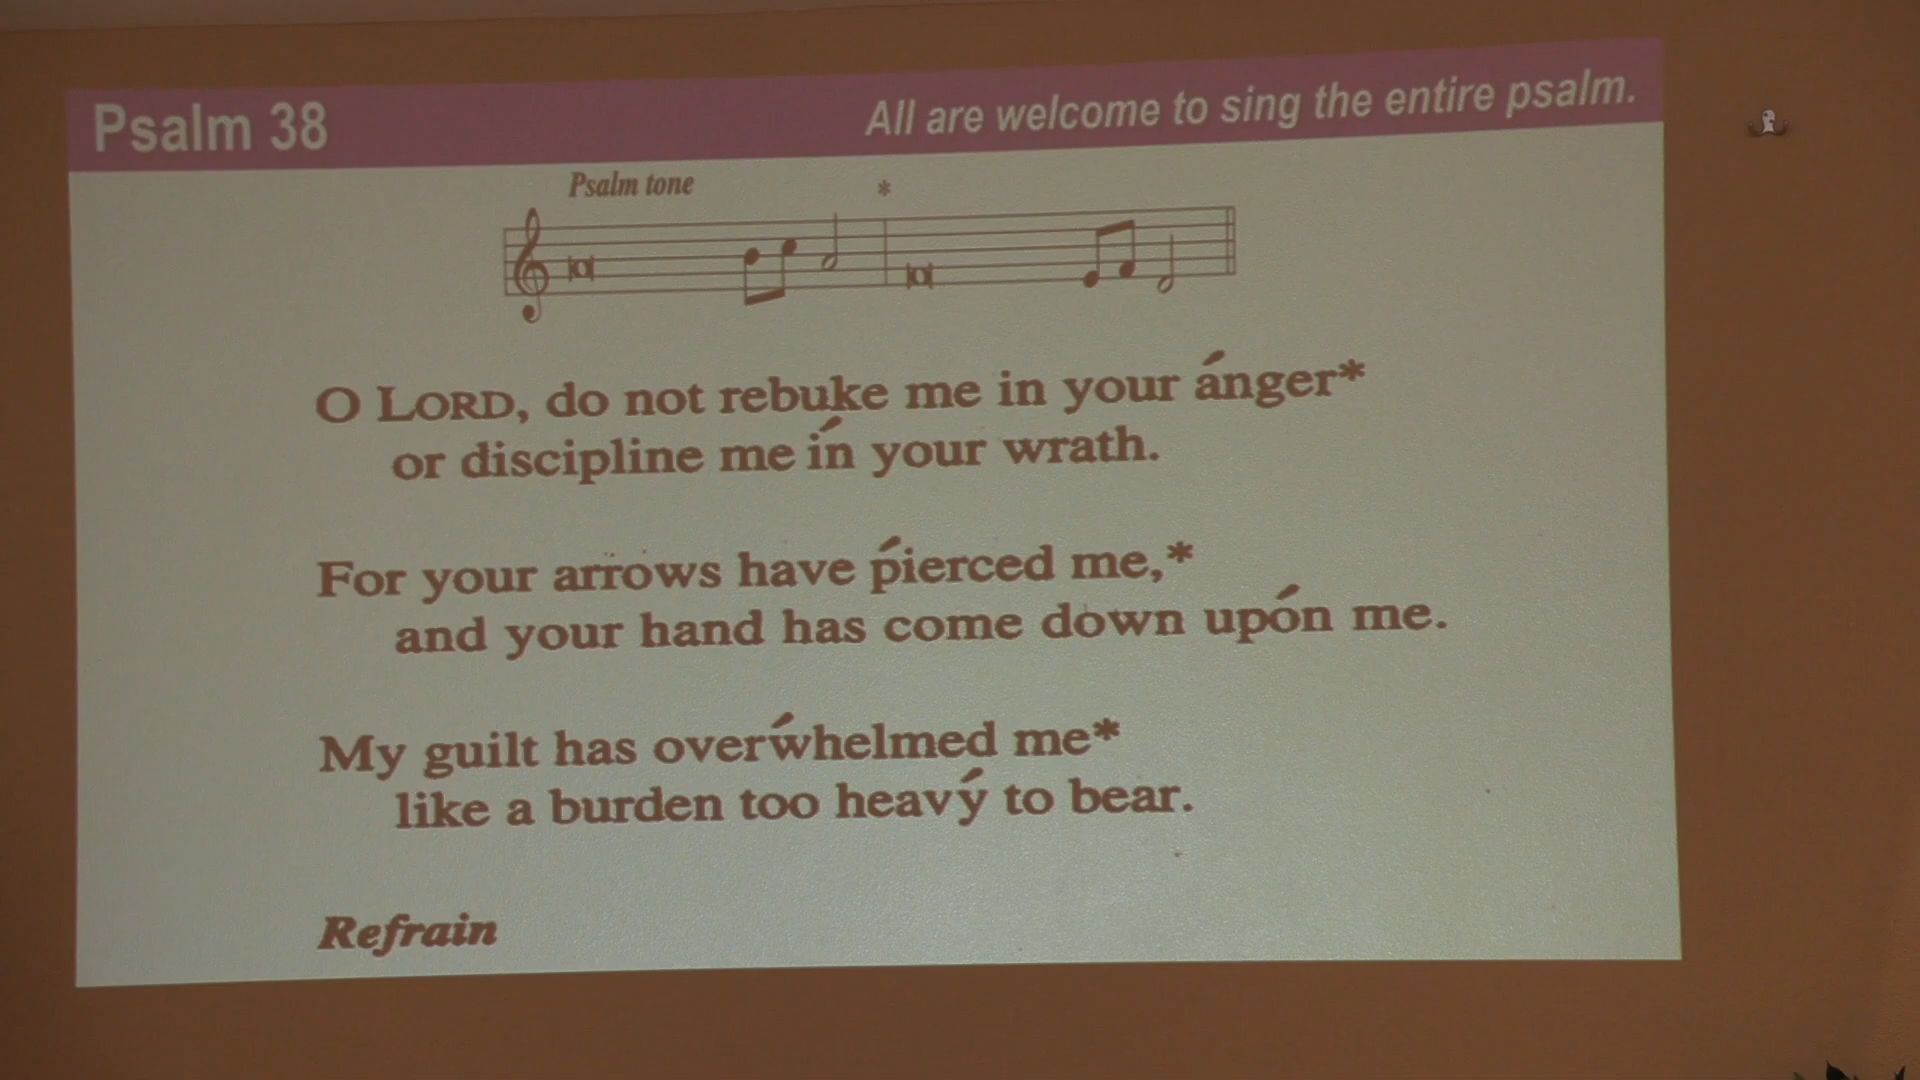 Psalm 38
All are welcome to sing the entire psalm.
Psalm tone
*
O LORD, do not rebuke me in your ánger*
or discipline me ín your wrath.
For your arrows have ṕierced me,*
and your hand has come down upón me.
My guilt has overẃhelmed me*
like a burden too heavý to bear.
Refrain